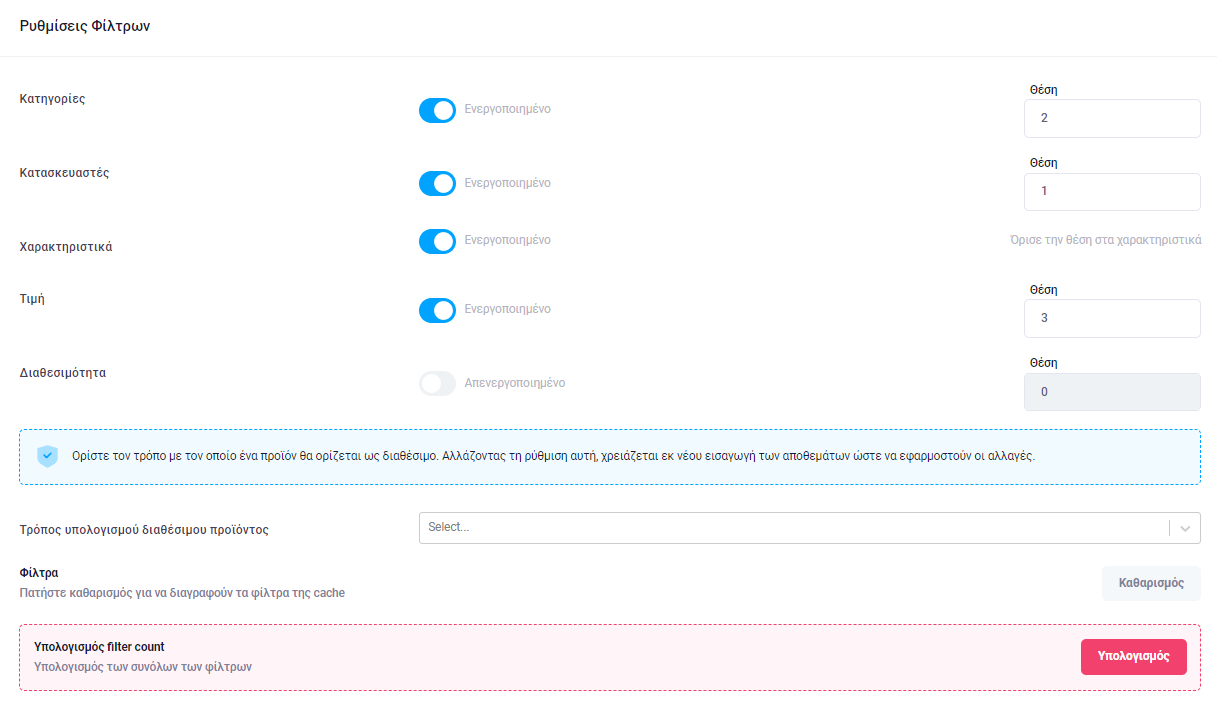 Ρυθμίσεις Φίλτρων
Κατηγορίες
Ενεργοποιημένο
Θέση
2
Κατασκευαστές
Ενεργοποιημένο
Θέση
1
Χαρακτηριστικά
Ενεργοποιημένο
Όρισε την θέση στα χαρακτηριστικά
Τιμή
Ενεργοποιημένο
Θέση
3
Διαθεσιμότητα
Απενεργοποιημένο
Θέση
0
Ορίστε τον τρόπο με τον οποίο ένα προϊόν θα ορίζεται ως διαθέσιμο. Αλλάζοντας τη ρύθμιση αυτή, χρειάζεται εκ νέου εισαγωγή των αποθεμάτων ώστε να εφαρμοστούν οι αλλαγές.
Τρόπος υπολογισμού διαθέσιμου προϊόντος
Select...
Φίλτρα
Πατήστε καθαρισμός για να διαγραφούν τα φίλτρα της cache
Καθαρισμός
Υπολογισμός filter count
Υπολογισμός των συνόλων των φίλτρων
Υπολογισμός